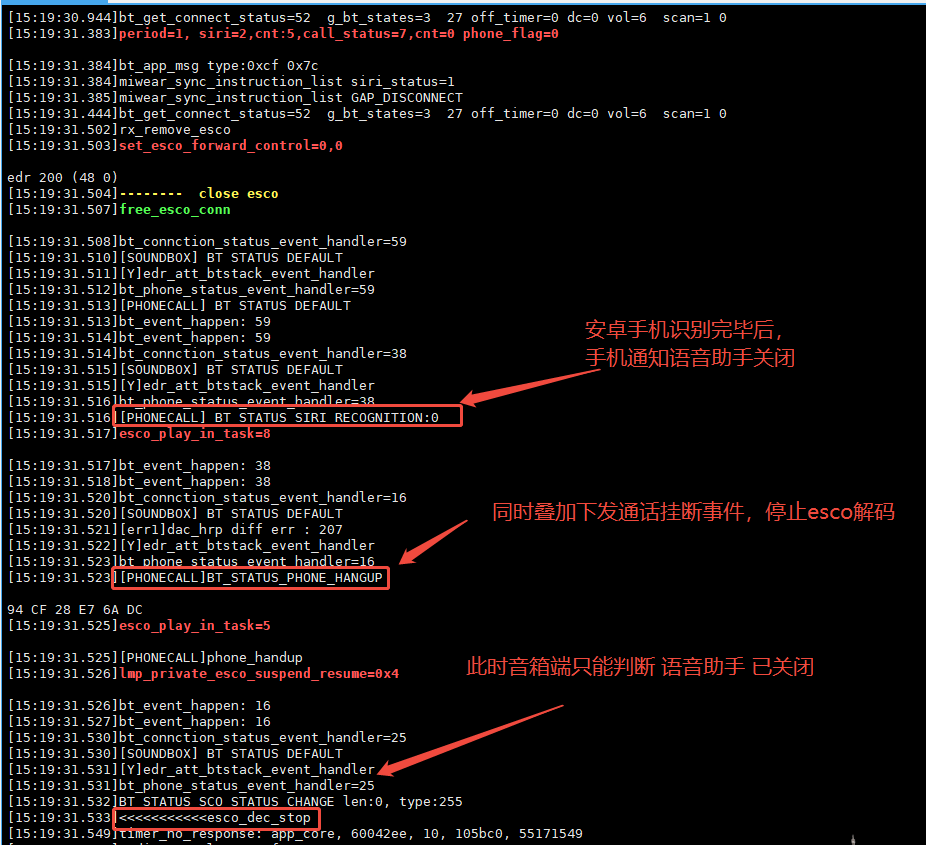 [15:19:30.944]bt_get_connect_status=52  g_bt_states=3  27 off_timer=0 dc=0 vol=6  scan=1 0
[15:19:31.383]period=1, siri=2,cnt:5,call_status=7,cnt=0 phone_flag=0
[15:19:31.384]bt_app_msg type:0xcf 0x7c
[15:19:31.384]miwear_sync_instruction_list siri_status=1
[15:19:31.385]miwear_sync_instruction_list GAP_DISCONNECT
[15:19:31.444]bt_get_connect_status=52  g_bt_states=3  27 off_timer=0 dc=0 vol=6  scan=1 0
[15:19:31.502]rx_remove_esco
[15:19:31.503]set_esco_forward_control=0,0
edr 200 (48 0)
[15:19:31.504]--------  close esco
[15:19:31.507]free_esco_conn
[15:19:31.508]bt_connction_status_event_handler=59
[15:19:31.510][SOUNDBOX] BT STATUS DEFAULT
[15:19:31.511][Y]edr_att_btstack_event_handler
[15:19:31.512]bt_phone_status_event_handler=59
[15:19:31.513][PHONECALL] BT STATUS DEFAULT
[15:19:31.513]bt_event_happen: 59
[15:19:31.514]bt_event_happen: 59
[15:19:31.514]bt_connction_status_event_handler=38
[15:19:31.515][SOUNDBOX] BT STATUS DEFAULT
[15:19:31.515][Y]edr_att_btstack_event_handler
[15:19:31.516]bt_phone_status_event_handler=38
[15:19:31.516][PHONECALL] BT STATUS SIRI RECOGNITION:0
[15:19:31.517]esco_play_in_task=8
安卓手机识别完毕后，
手机通知语音助手关闭
[15:19:31.517]bt_event_happen: 38
[15:19:31.518]bt_event_happen: 38
[15:19:31.520]bt_connction_status_event_handler=16
[15:19:31.520][SOUNDBOX] BT STATUS DEFAULT
[15:19:31.521][err1]dac_hrp diff err : 207
[15:19:31.522][Y]edr_att_btstack_event_handler
[15:19:31.523]bt_phone_status_event_handler=16
[15:19:31.523][PHONECALL]BT_STATUS_PHONE_HANGUP
同时叠加下发通话挂断事件，停止esco解码
94 CF 28 E7 6A DC
[15:19:31.525]esco_play_in_task=5
[15:19:31.525][PHONECALL]phone_handup
[15:19:31.526]lmp_private_esco_suspend_resume=0x4
此时音箱端只能判断 语音助手 已关闭
[15:19:31.526]bt_event_happen: 16
[15:19:31.527]bt_event_happen: 16
[15:19:31.530]bt_connction_status_event_handler=25
[15:19:31.530][SOUNDBOX] BT STATUS DEFAULT
[15:19:31.531][Y]edr_att_btstack_event_handler
[15:19:31.531]bt_phone_status_event_handler=25
[15:19:31.532]BT STATUS SCO STATUS CHANGE len:0, type:255
[15:19:31.533]<<<<<<<<<<<esco_dec_stop
[15:19:31.549]timer_no_response: app_core, 60042ee, 10, 105bc0, 55171549